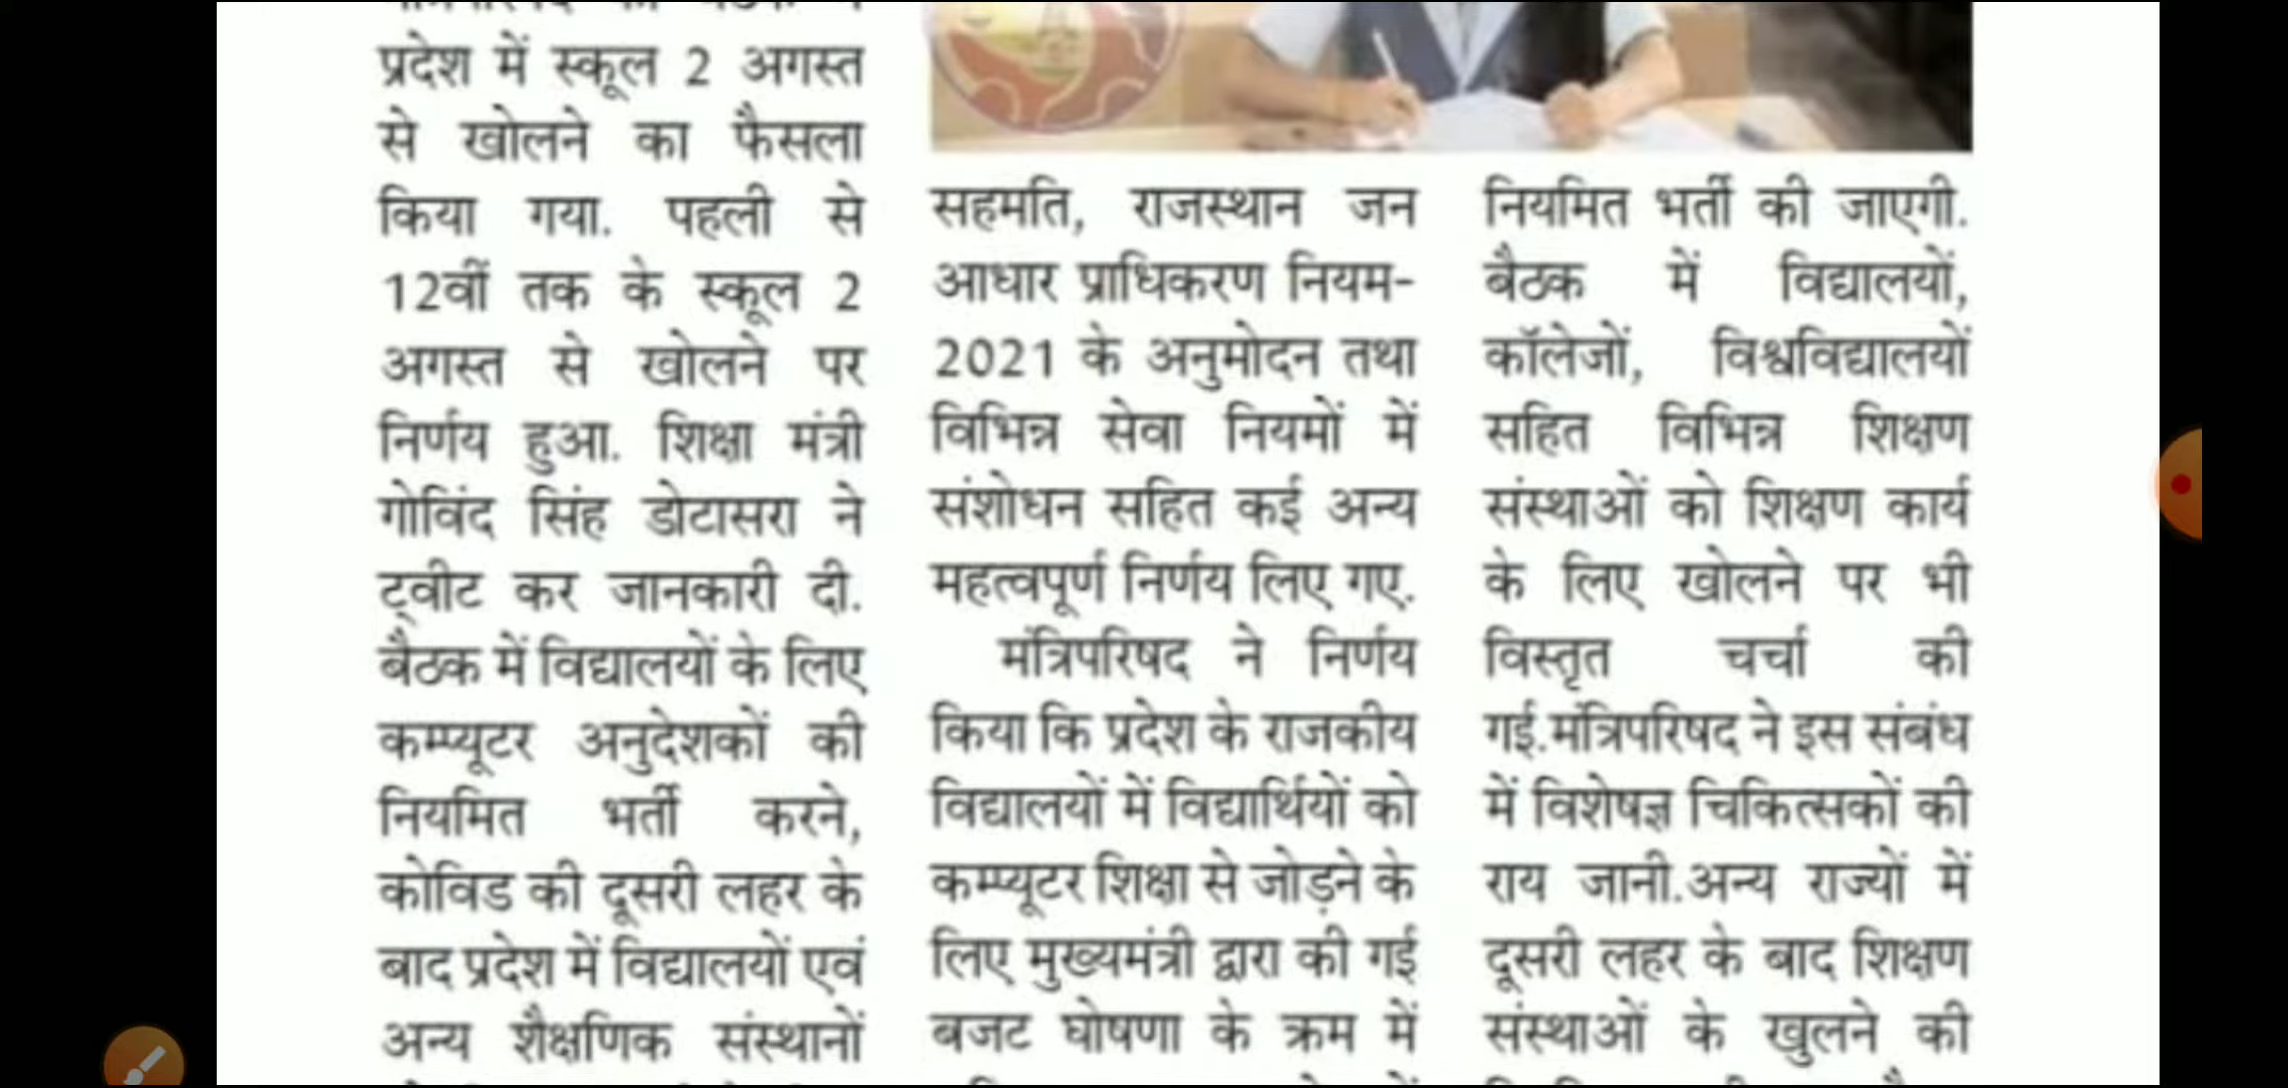 प्रदेश में स्कूल 2 अगस्त
से खोलने का फैसला
किया गया. पहली से
12वीं तक के स्कूल 2
अगस्त से खोलने पर
निर्णय हुआ. शिक्षा मंत्री
गोविंद सिंह डोटासरा ने
ट्वीट कर जानकारी दी.
बैठक में विद्यालयों के लिए
कम्प्यूटर अनुदेशकों की
नियमित भर्ती करने,
कोविड की दूसरी लहर के
बाद प्रदेश में विद्यालयों एवं
अन्य शैक्षणिक संस्थानों
सहमति, राजस्थान जन
आधार प्राधिकरण नियम-
2021 के अनुमोदन तथा
विभिन्न सेवा नियमों में
संशोधन सहित कई अन्य
महत्वपूर्ण निर्णय लिए गए.
मंत्रिपरिषद ने निर्णय
किया कि प्रदेश के राजकीय
विद्यालयों में विद्यार्थियों को
कम्प्यूटर शिक्षा से जोड़ने के
लिए मुख्यमंत्री द्वारा की गई
बजट घोषणा के क्रम में
नियमित भर्ती की जाएगी.
बैठक में विद्यालयों,
कॉलेजों, विश्वविद्यालयों
सहित विभिन्न शिक्षण
संस्थाओं को शिक्षण कार्य
के लिए खोलने पर भी
विस्तृत चर्चा की
गई.मंत्रिपरिषद ने इस संबंध
में विशेषज्ञ चिकित्सकों की
राय जानी.अन्य राज्यों में
दूसरी लहर के बाद शिक्षण
संस्थाओं के खुलने की